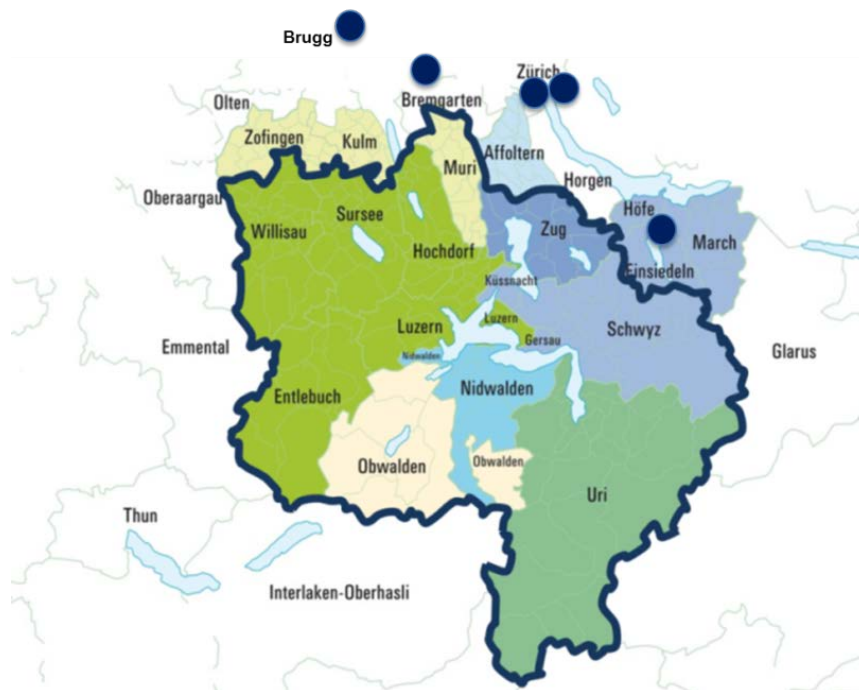 Brugg
Zürich
Bremgarten
Olten
Zofingen
Kulm
Affoltern
Muri
Horgen
Oberaargau
Höfe
Sursee
Willisau
Zug
March
Hochdorf
Einsiedeln
Küssnacht
Luzern
Luzern
Schwyz
Gersau
Emmental
Nidwalden
Glarus
Nidwalden
Entlebuch
Obwalden
Obwalden
Uri
Thun
Interlaken-Oberhasli